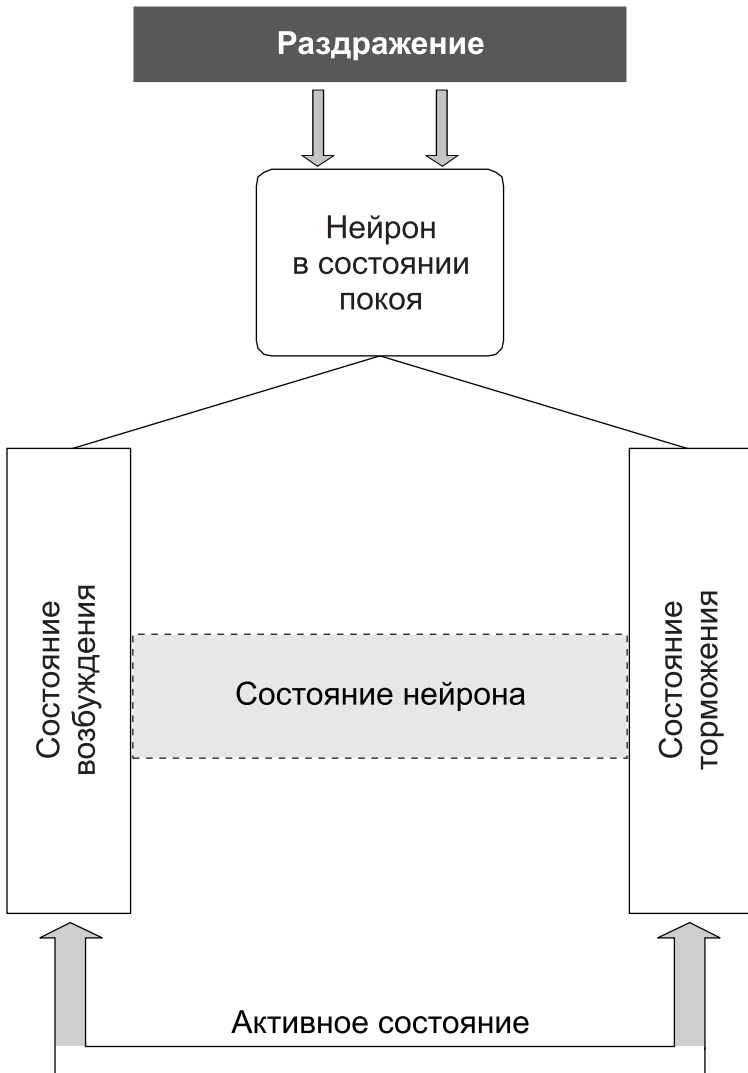 Раздражение
Нейрон
в состоянии
покоя
Состояние
возбуждения
Состояние нейрона
Состояние
торможения
Активное состояние